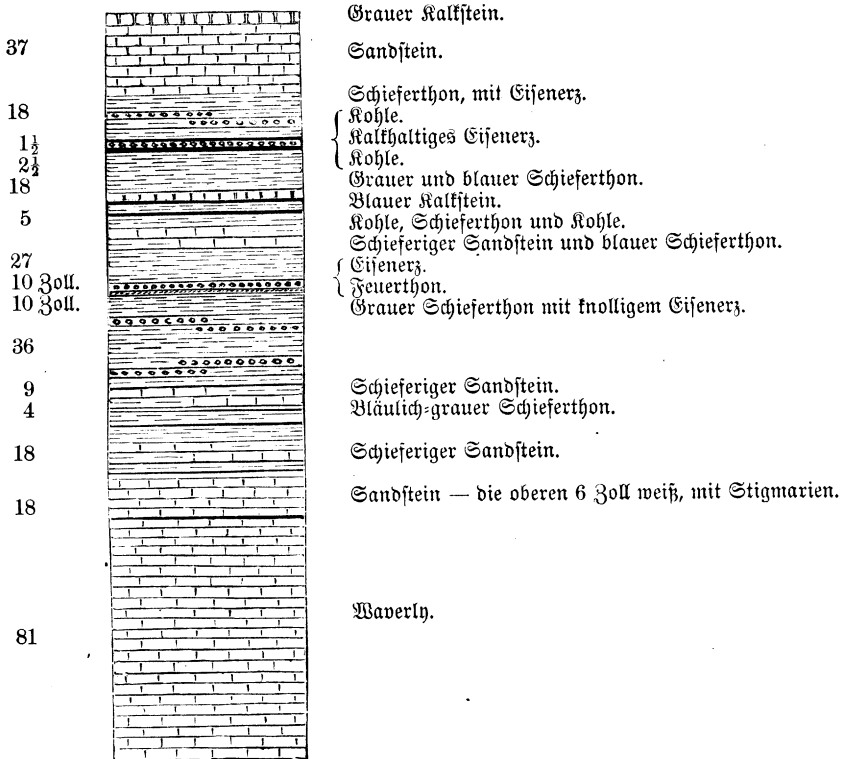 Grauer Kalkstein.
37 Sandstein.
Schieferthon, mit Eisenerz.
18 Kohle.
Kalkhaltiges Eisenerz.
1½ Kohle.
2½ Grauer und blauer Schieferthon.
18 Blauer Kalkstein.
5 Kohle, Schieferthon und Kohle.
Schieferiger Sandstein und blauer Schieferthon.
27 Eisenerz.
10 Zoll. Feuerthon.
10 Zoll. Grauer Schieferthon mit knolligem Eisenerz.
36
9 Schieferiger Sandstein.
4 Bläulich-grauer Schieferthon.
18 Schieferiger Sandstein.
Sandstein — die oberen 6 Zoll weiß, mit Stigmarien.
18
Waverly.
81